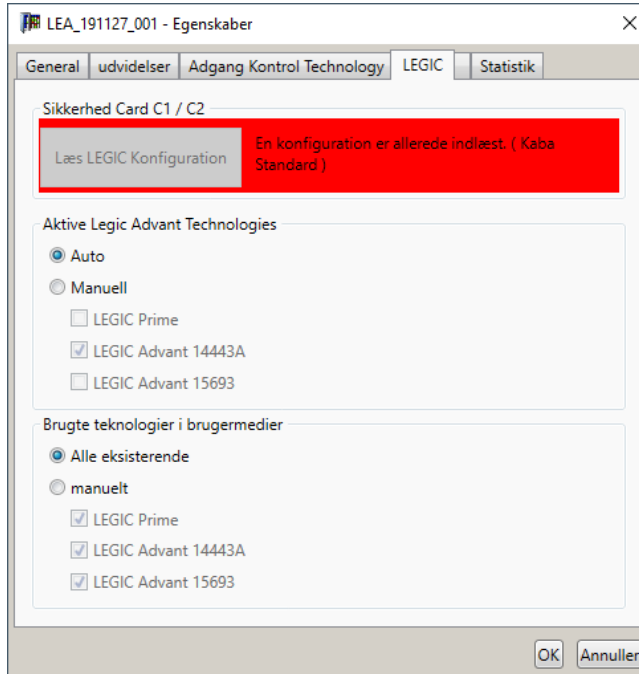 LEA_191127_001 - Egenskaber
General udvidelser Adgang Kontrol Technology LEGIC Statistik
Sikkerhed Card C1 / C2
Læs LEGIC Konfiguration
En konfiguration er allerede indlæst. ( Kaba
Standard )
Aktive Legic Advant Technologies
Auto
Manuell
LEGIC Prime
LEGIC Advant 14443A
LEGIC Advant 15693
Brugte teknologier i brugermedier
Alle eksisterende
manuelt
LEGIC Prime
LEGIC Advant 14443A
LEGIC Advant 15693
OK Annuller